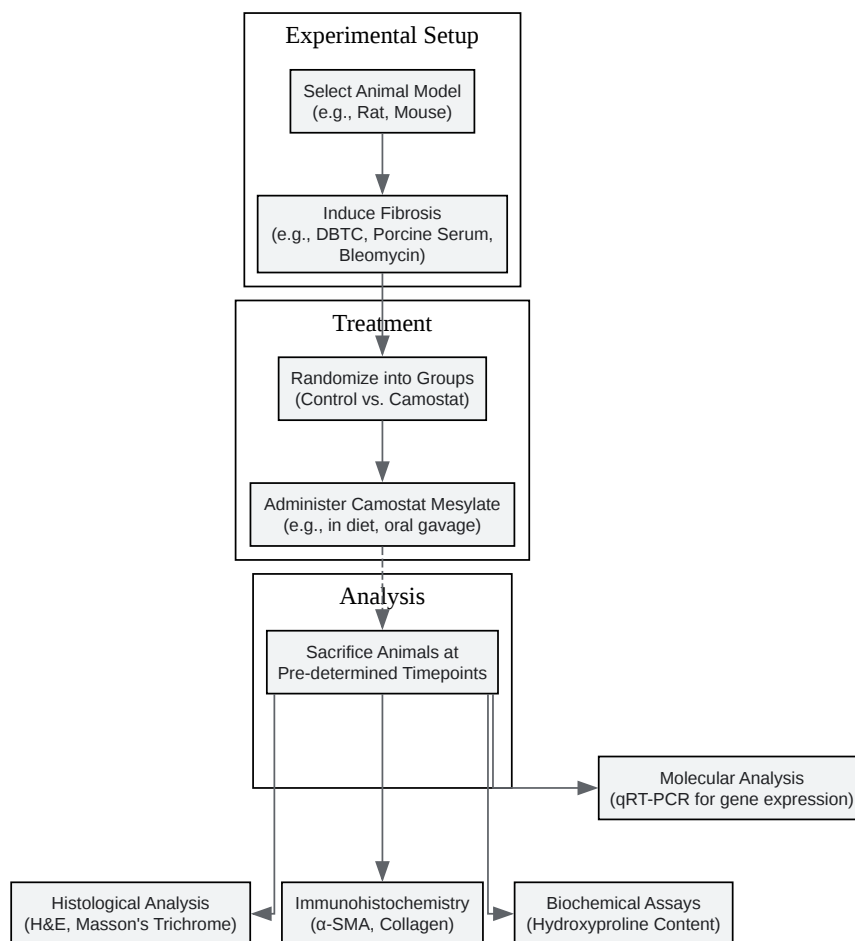 Experimental Setup
Select Animal Model
(e.g., Rat, Mouse)
Induce Fibrosis
(e.g., DBTC, Porcine Serum,
Bleomycin)
Treatment
Randomize into Groups
(Control vs. Camostat)
Administer Camostat Mesylate
(e.g., in diet, oral gavage)
Analysis
Sacrifice Animals at
Pre-determined Timepoints
Molecular Analysis
(qRT-PCR for gene expression)
Histological Analysis
(H&E, Masson's Trichrome)
Immunohistochemistry
(α-SMA, Collagen)
Biochemical Assays
(Hydroxyproline Content)